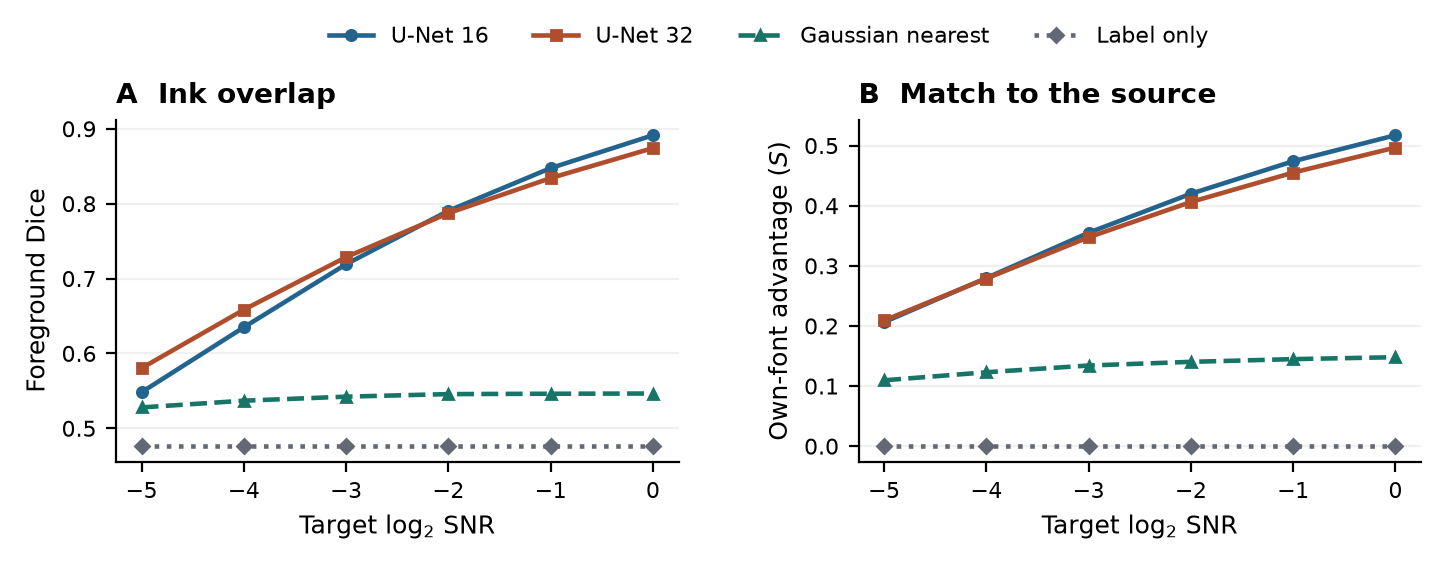 U-Net 16 U-Net 32 Gaussian nearest Label only
A Ink overlap
Foreground Dice
0.9
0.8
0.7
0.6
0.5
−5 −4 −3 −2 −1 0
Target log₂ SNR
B Match to the source
Own-font advantage (S)
0.5
0.4
0.3
0.2
0.1
0.0
−5 −4 −3 −2 −1 0
Target log₂ SNR